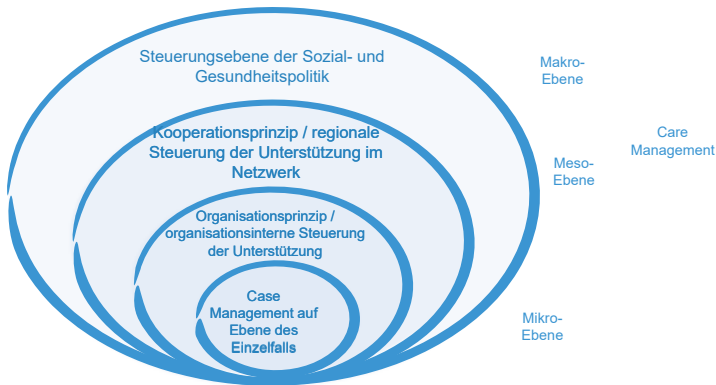 Steuerungsebene der Sozial- und
Gesundheitspolitik
Kooperationsprinzip / regionale
Steuerung der Unterstützung im
Netzwerk
Organisationsprinzip /
organisationsinterne Steuerung
der Unterstützung
Case
Management auf
Ebene des
Einzelfalls
Makro-
Ebene
Meso-
Ebene
Mikro-
Ebene
Care
Management